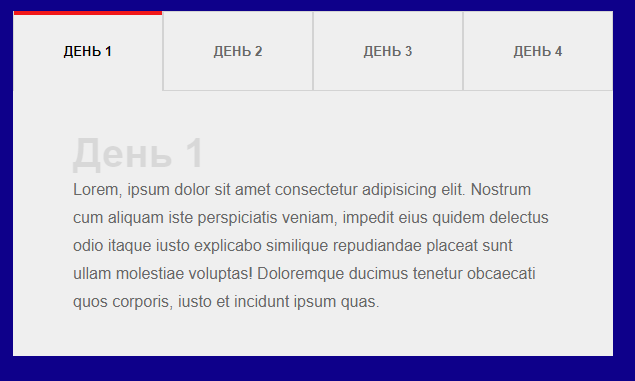 ДЕНЬ 1 ДЕНЬ 2 ДЕНЬ 3 ДЕНЬ 4
День 1
Lorem, ipsum dolor sit amet consectetur adipisicing elit. Nostrum
cum aliquam iste perspiciatis veniam, impedit eius quidem delectus
odio itaque iusto explicabo similique repudiandae placeat sunt
ullam molestiae voluptas! Doloremque ducimus tenetur obcaecati
quos corporis, iusto et incidunt ipsum quas.